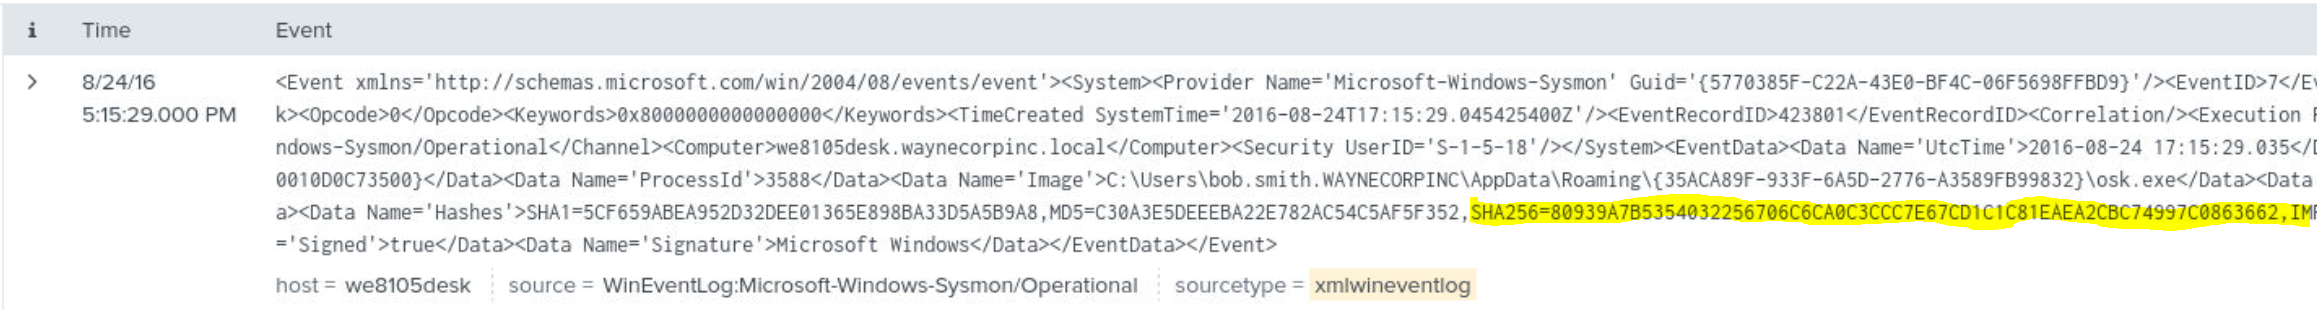 i Time Event
8/24/16 <Event xmlns='http://schemas.microsoft.com/win/2004/08/events/event'><System><Provider Name='Microsoft-Windows-Sysmon' Guid='{5770385F-C22A-43E0-BF4C-06F5698FFBD9}'/><EventID>7</Ev
5:15:29.000 PM k><Opcode>0</Opcode><Keywords>0x8000000000000000</Keywords><TimeCreated SystemTime='2016-08-24T17:15:29.045425400Z'/><EventRecordID>423801</EventRecordID><Correlation/><Execution P
ndows-Sysmon/Operational</Channel><Computer>we8105desk.waynecorpinc.local</Computer><Security UserID='S-1-5-18'/></System><EventData><Data Name='UtcTime'>2016-08-24 17:15:29.035</D
0010D0C73500}</Data><Data Name='ProcessId'>3588</Data><Data Name='Image'>C:\Users\bob.smith.WAYNECORPINC\AppData\Roaming\{35ACA89F-933F-6A5D-2776-A3589FB99832}\osk.exe</Data><Data
a><Data Name='Hashes'>SHA1=5CF659ABEA952D32DEE01365E898BA33D5A5B9A8,MD5=C30A3E5DEEEBA22E782AC54C5AF5F352,SHA256=80939A7B5354032256706C6CA0C3CCC7E67CD1C1C81EAEA2CBC74997C0863662,IMP
='Signed'>true</Data><Data Name='Signature'>Microsoft Windows</Data></EventData></Event>
host = we8105desk source = WinEventLog:Microsoft-Windows-Sysmon/Operational sourcetype = xmlwineventlog